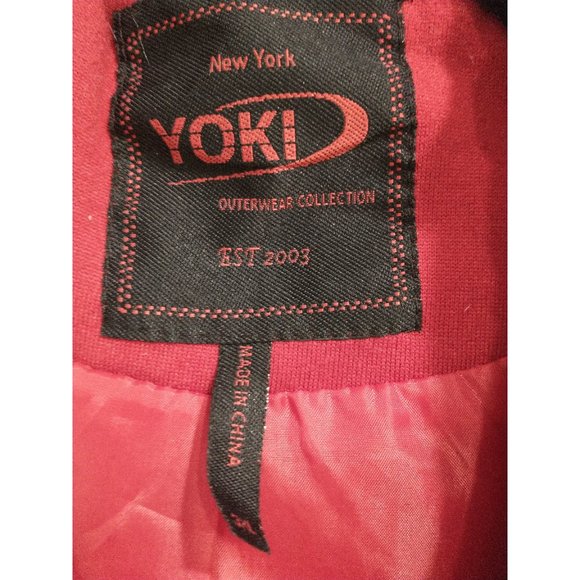 New York
YOKI
OUTERWEAR COLLECTION
EST 2003
MADE IN CHINA